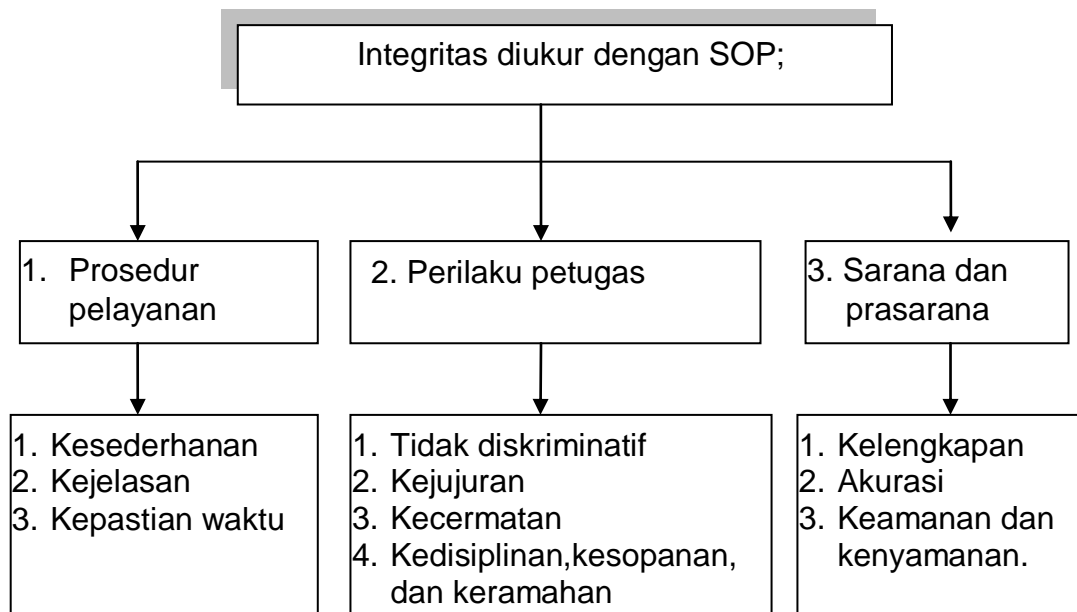 Integritas diukur dengan SOP;
1. Prosedur
pelayanan
2. Perilaku petugas
3. Sarana dan
prasarana
1. Kesederhanan
2. Kejelasan
3. Kepastian waktu
1. Tidak diskriminatif
2. Kejujuran
3. Kecermatan
4. Kedisiplinan,kesopanan,
dan keramahan
1. Kelengkapan
2. Akurasi
3. Keamanan dan
kenyamanan.